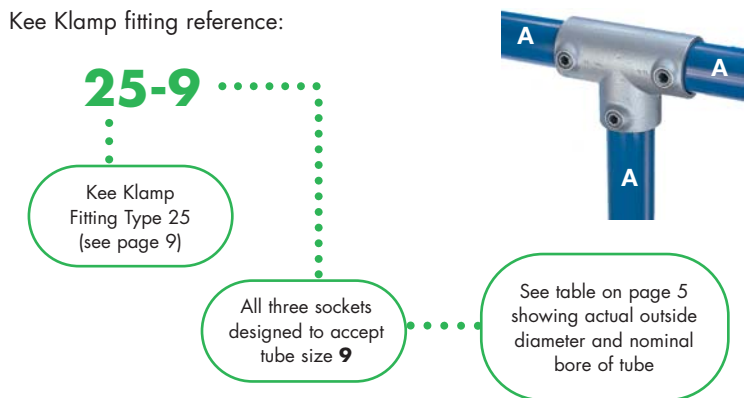 Kee Klamp fitting reference:
25-9
Kee Klamp
Fitting Type 25
(see page 9)
All three sockets
designed to accept
tube size 9
See table on page 5
showing actual outside
diameter and nominal
bore of tube
A
A
A